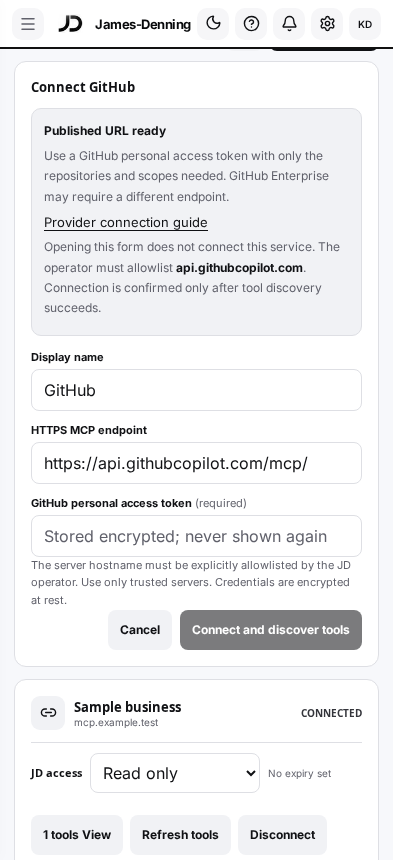 JD James-Denning KD
Connect GitHub
Published URL ready
Use a GitHub personal access token with only the
repositories and scopes needed. GitHub Enterprise
may require a different endpoint.
Provider connection guide
Opening this form does not connect this service. The
operator must allowlist api.githubcopilot.com.
Connection is confirmed only after tool discovery
succeeds.
Display name
GitHub
HTTPS MCP endpoint
https://api.githubcopilot.com/mcp/
GitHub personal access token (required)
Stored encrypted; never shown again
The server hostname must be explicitly allowlisted by the JD
operator. Use only trusted servers. Credentials are encrypted
at rest.
Cancel Connect and discover tools
Sample business
mcp.example.test
CONNECTED
JD access Read only No expiry set
1 tools View Refresh tools Disconnect